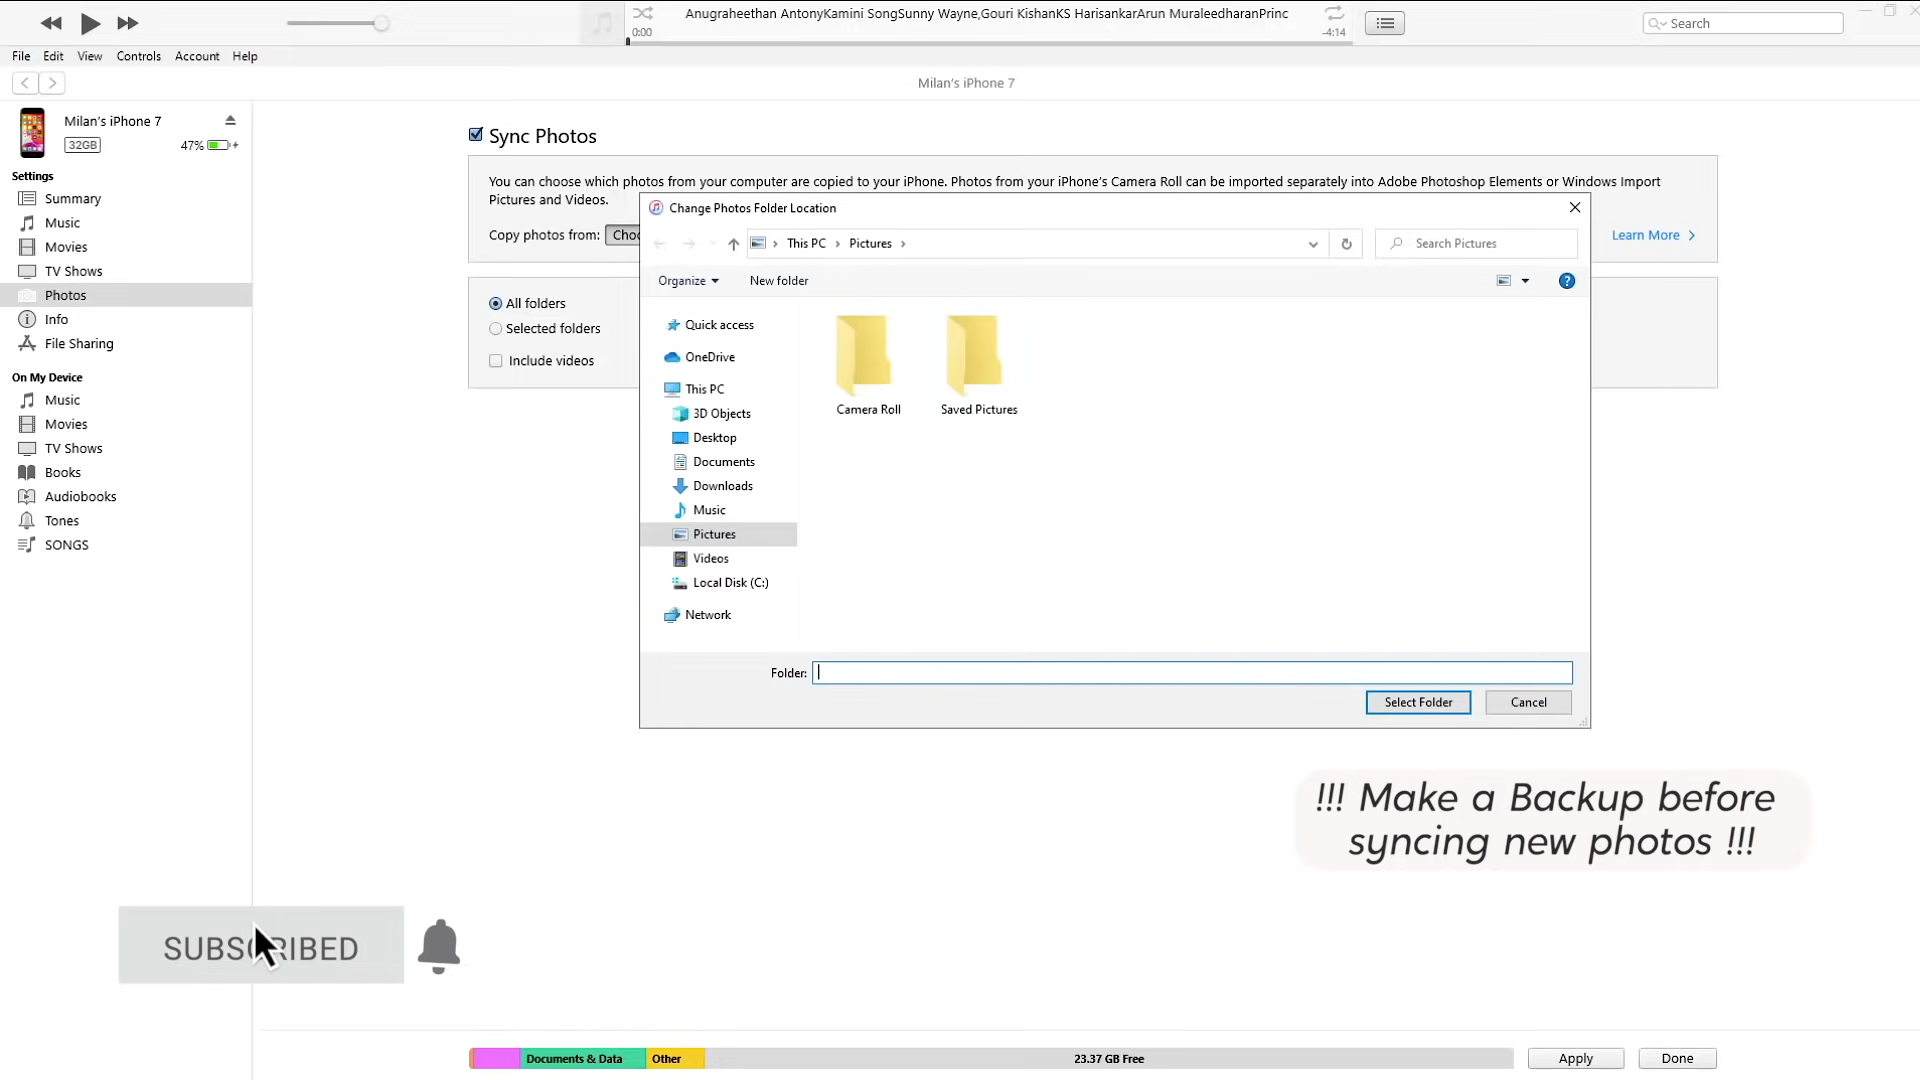 Anugraheethan AntonyKamini SongSunny Wayne,Gouri KishanKS HarisankarArun MuraleedharanPrinc
0:00
-4:14
Search
File Edit View Controls Account Help
Milan's iPhone 7
Milan's iPhone 7
32GB
47%
Settings
Summary
Music
Movies
TV Shows
Photos
Info
File Sharing
On My Device
Music
Movies
TV Shows
Books
Audiobooks
Tones
SONGS
Sync Photos
You can choose which photos from your computer are copied to your iPhone. Photos from your iPhone's Camera Roll can be imported separately into Adobe Photoshop Elements or Windows Import
Pictures and Videos.
Copy photos from: Choo
Learn More
All folders
Selected folders
Include videos
Change Photos Folder Location
This PC Pictures
Search Pictures
Organize New folder
Quick access
OneDrive
This PC
3D Objects
Desktop
Documents
Downloads
Music
Pictures
Videos
Local Disk (C:)
Network
Camera Roll
Saved Pictures
Folder:
Select Folder Cancel
!!! Make a Backup before
syncing new photos !!!
SUBSCRIBED
Documents & Data Other 23.37 GB Free
Apply Done